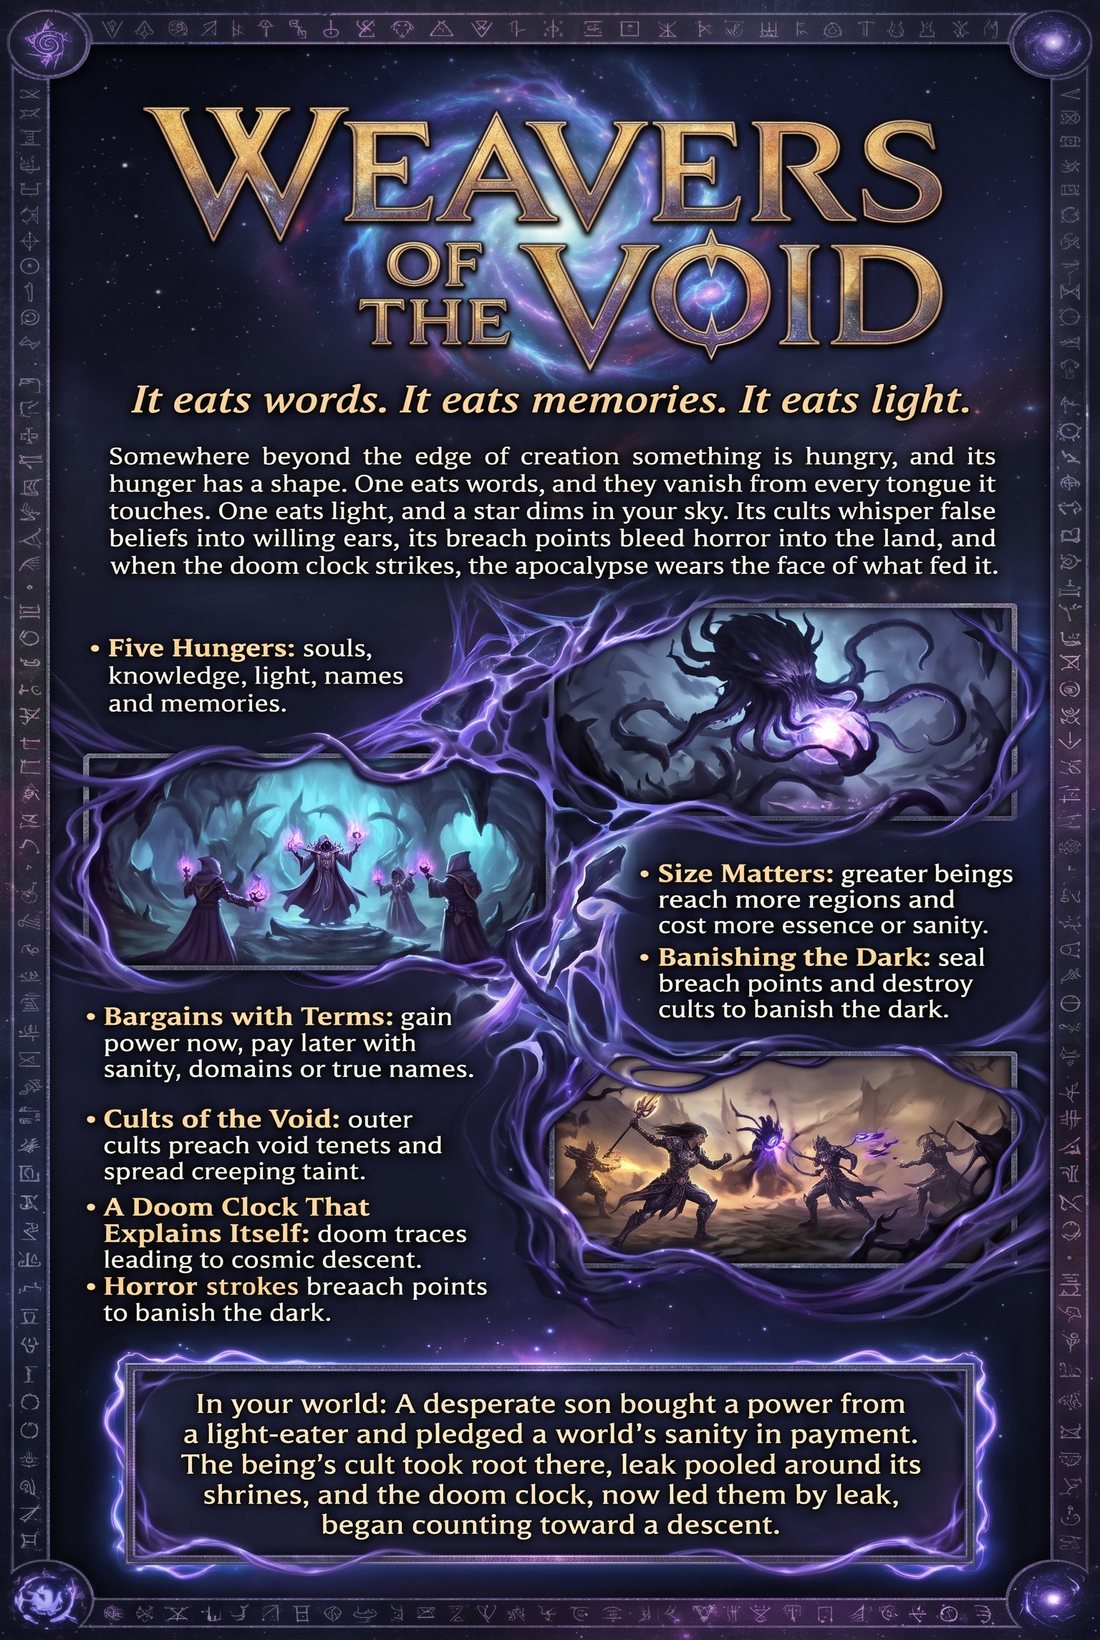 WEAVERS
OF THE VOID
It eats words. It eats memories. It eats light.
Somewhere beyond the edge of creation something is hungry, and its
hunger has a shape. One eats words, and they vanish from every tongue it
touches. One eats light, and a star dims in your sky. Its cults whisper false
beliefs into willing ears, its breach points bleed horror into the land, and
when the doom clock strikes, the apocalypse wears the face of what fed it.
• Five Hungers: souls,
knowledge, light, names
and memories.
• Size Matters: greater beings
reach more regions and
cost more essence or sanity.
• Banishing the Dark: seal
breach points and destroy
cults to banish the dark.
• Bargains with Terms: gain
power now, pay later with
sanity, domains or true names.
• Cults of the Void: outer
cults preach void tenets and
spread creeping taint.
• A Doom Clock That
Explains Itself: doom traces
leading to cosmic descent.
• Horror strokes breaach points
to banish the dark.
In your world: A desperate son bought a power from
a light-eater and pledged a world's sanity in payment.
The being's cult took root there, leak pooled around its
shrines, and the doom clock, now led them by leak,
began counting toward a descent.